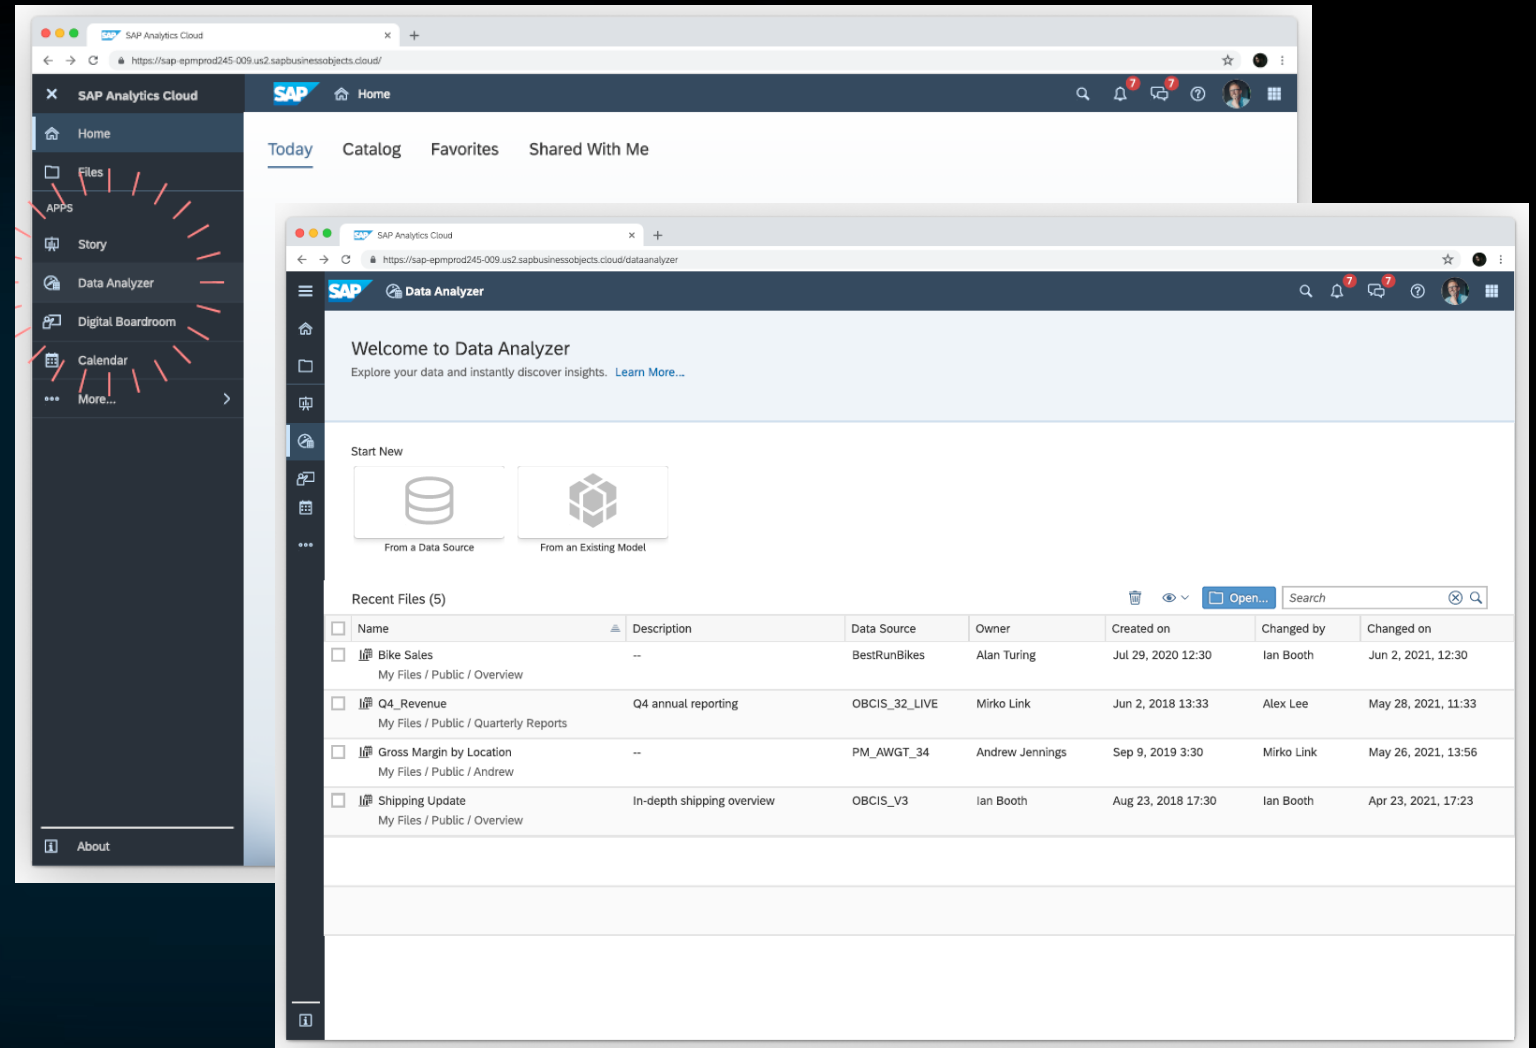 SAP SAP Analytics Cloud
https://sap-epmprod245-009.us2.sapbusinessobjects.cloud/
SAP Analytics Cloud
SAP Home 7 7
Home
Today Catalog Favorites Shared With Me
Files
APPS
Story
Data Analyzer
Digital Boardroom
Calendar
More...
About
SAP SAP Analytics Cloud
https://sap-epmprod245-009.us2.sapbusinessobjects.cloud/dataanalyzer
SAP Data Analyzer 7 7
Welcome to Data Analyzer
Explore your data and instantly discover insights. Learn More...
Start New
From a Data Source From an Existing Model
Recent Files (5) Open... Search
Name Description Data Source Owner Created on Changed by Changed on
Bike Sales -- BestRunBikes Alan Turing Jul 29, 2020 12:30 Ian Booth Jun 2, 2021, 12:30
My Files / Public / Overview
Q4_Revenue Q4 annual reporting OBCIS_32_LIVE Mirko Link Jun 2, 2018 13:33 Alex Lee May 28, 2021, 11:33
My Files / Public / Quarterly Reports
Gross Margin by Location -- PM_AWGT_34 Andrew Jennings Sep 9, 2019 3:30 Mirko Link May 26, 2021, 13:56
My Files / Public / Andrew
Shipping Update In-depth shipping overview OBCIS_V3 Ian Booth Aug 23, 2018 17:30 Ian Booth Apr 23, 2021, 17:23
My Files / Public / Overview